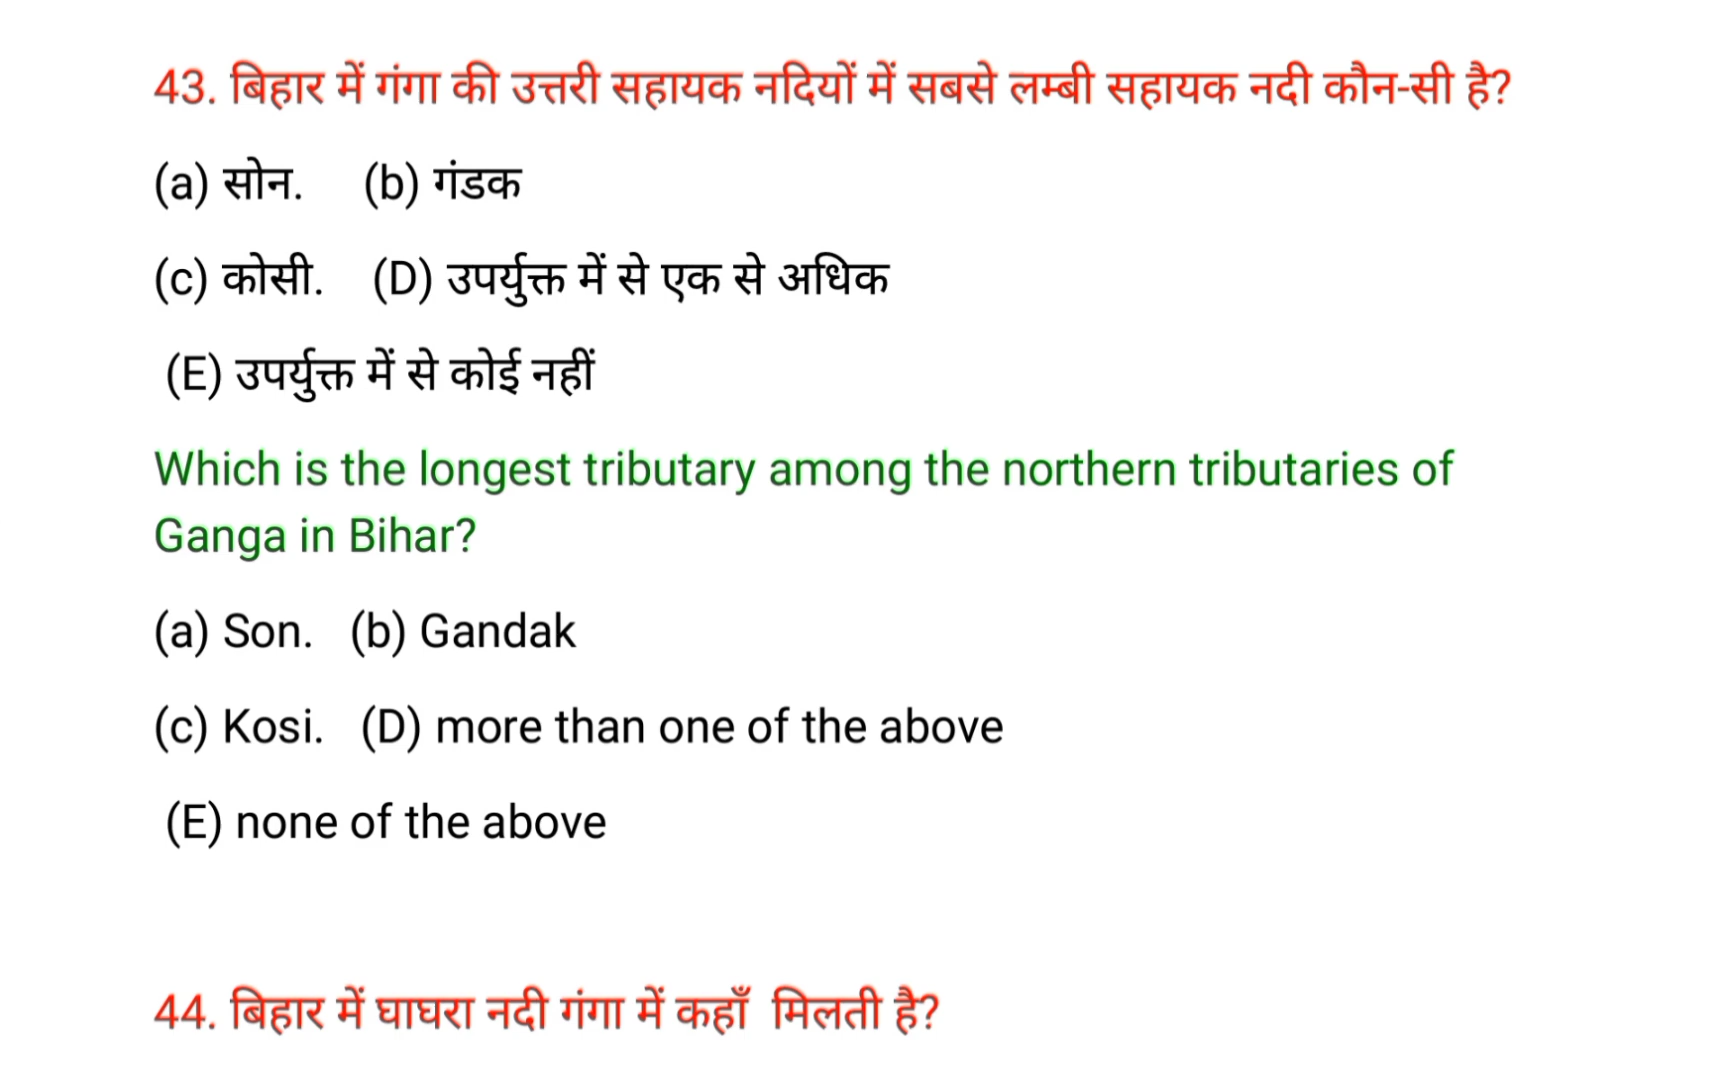 43. बिहार में गंगा की उत्तरी सहायक नदियों में सबसे लम्बी सहायक नदी कौन-सी है?
(a) सोन. (b) गंडक
(c) कोसी. (D) उपर्युक्त में से एक से अधिक
(E) उपर्युक्त में से कोई नहीं
Which is the longest tributary among the northern tributaries of
Ganga in Bihar?
(a) Son. (b) Gandak
(c) Kosi. (D) more than one of the above
(E) none of the above
44. बिहार में घाघरा नदी गंगा में कहाँ मिलती है?